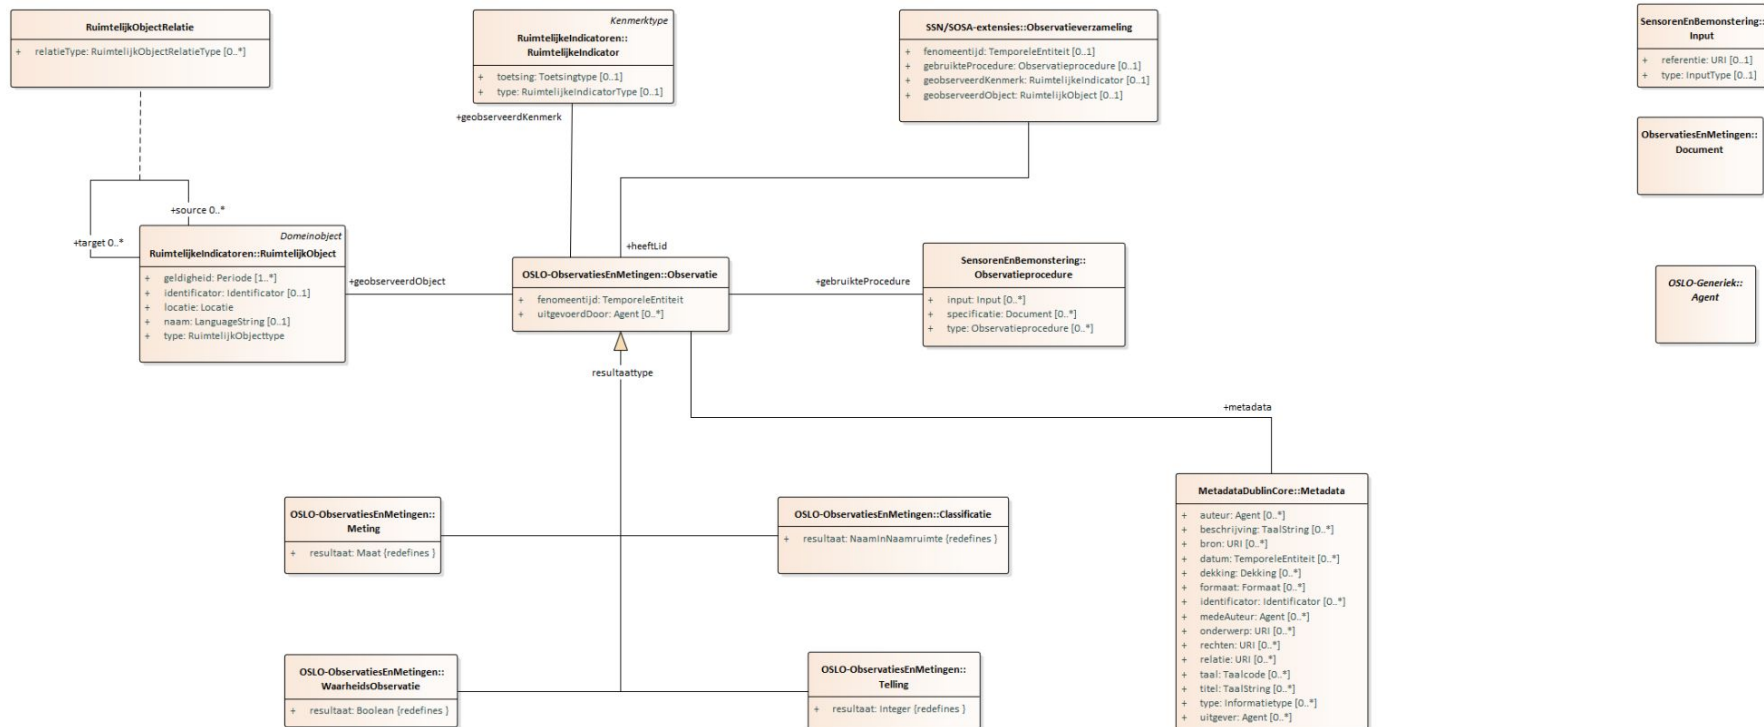 RuimtelijkObjectRelatie
+ relatieType: RuimtelijkObjectRelatieType [0..*]
Kenmerktype
RuimtelijkeIndicatoren::
RuimtelijkeIndicator
+ toetsing: Toetsingtype [0..1]
+ type: RuimtelijkeIndicatorType [0..1]
+geobserveerdKenmerk
SSN/SOSA-extensies::Observatieverzameling
+ fenomeentijd: TemporeleEntiteit [0..1]
+ gebruikteProcedure: Observatieprocedure [0..1]
+ geobserveerdKenmerk: RuimtelijkeIndicator [0..1]
+ geobserveerdObject: RuimtelijkObject [0..1]
SensorenEnBemonstering::
Input
+ referentie: URI [0..1]
+ type: InputType [0..1]
ObservatiesEnMetingen::
Document
+source 0..*
+target 0..*
Domeinobject
RuimtelijkeIndicatoren::RuimtelijkObject
+ geldigheid: Periode [1..*]
+ identificator: Identificator [0..1]
+ locatie: Locatie
+ naam: LanguageString [0..1]
+ type: RuimtelijkObjecttype
+geobserveerdObject
+heeftLid
OSLO-ObservatiesEnMetingen::Observatie
+ fenomeentijd: TemporeleEntiteit
+ uitgevoerdDoor: Agent [0..*]
+gebruikteProcedure
SensorenEnBemonstering::
Observatieprocedure
+ input: Input [0..*]
+ specificatie: Document [0..*]
+ type: Observatieprocedure [0..*]
OSLO-Generiek::
Agent
resultaattype
+metadata
OSLO-ObservatiesEnMetingen::
Meting
+ resultaat: Maat {redefines }
OSLO-ObservatiesEnMetingen::Classificatie
+ resultaat: NaamInNaamruimte {redefines }
MetadataDublinCore::Metadata
+ auteur: Agent [0..*]
+ beschrijving: TaalString [0..*]
+ bron: URI [0..*]
+ datum: TemporeleEntiteit [0..*]
+ dekking: Dekking [0..*]
+ formaat: Formaat [0..*]
+ identificator: Identificator [0..*]
+ medeAuteur: Agent [0..*]
+ onderwerp: URI [0..*]
+ rechten: URI [0..*]
+ relatie: URI [0..*]
+ taal: Taalcode [0..*]
+ titel: TaalString [0..*]
+ type: Informatietype [0..*]
+ uitgever: Agent [0..*]
OSLO-ObservatiesEnMetingen::
WaarheidsObservatie
+ resultaat: Boolean {redefines }
OSLO-ObservatiesEnMetingen::
Telling
+ resultaat: Integer {redefines }